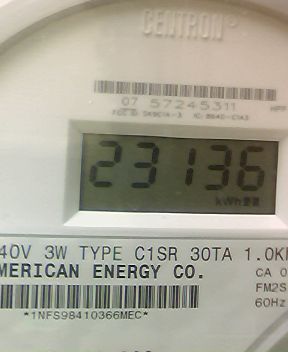 CENTRON®
07 57245311
23136
kWh
40V 3W TYPE C1SR 30TA 1.0K
MERICAN ENERGY CO.
CA 0
FM2S
60Hz
*1NFS98410366MEC*